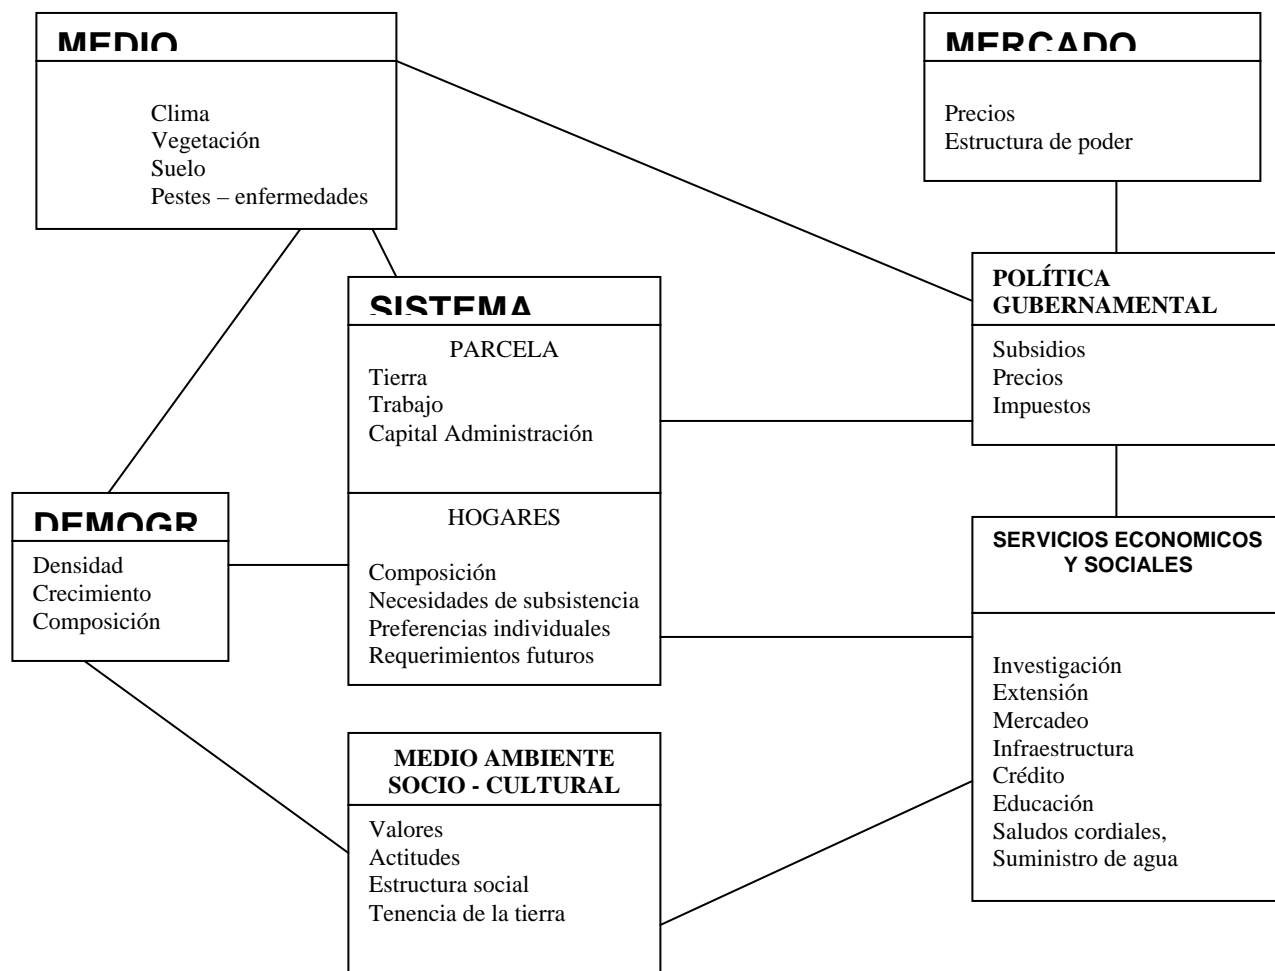 MEDIO
Clima
Vegetación
Suelo
Pestes – enfermedades
MERCADO
Precios
Estructura de poder
SISTEMA
PARCELA
Tierra
Trabajo
Capital Administración
HOGARES
Composición
Necesidades de subsistencia
Preferencias individuales
Requerimientos futuros
POLÍTICA
GUBERNAMENTAL
Subsidios
Precios
Impuestos
DEMOGR
Densidad
Crecimiento
Composición
SERVICIOS ECONOMICOS
Y SOCIALES
Investigación
Extensión
Mercadeo
Infraestructura
Crédito
Educación
Saludos cordiales,
Suministro de agua
MEDIO AMBIENTE
SOCIO - CULTURAL
Valores
Actitudes
Estructura social
Tenencia de la tierra